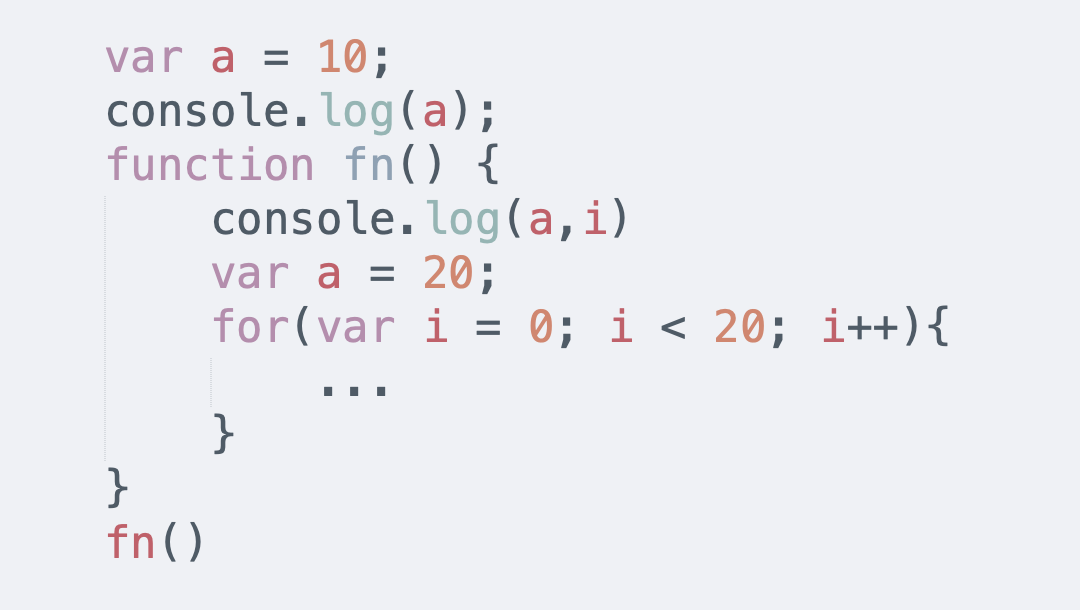 var a = 10;
console.log(a);
function fn() {
    console.log(a,i)
    var a = 20;
    for(var i = 0; i < 20; i++){
        ...
    }
}
fn()